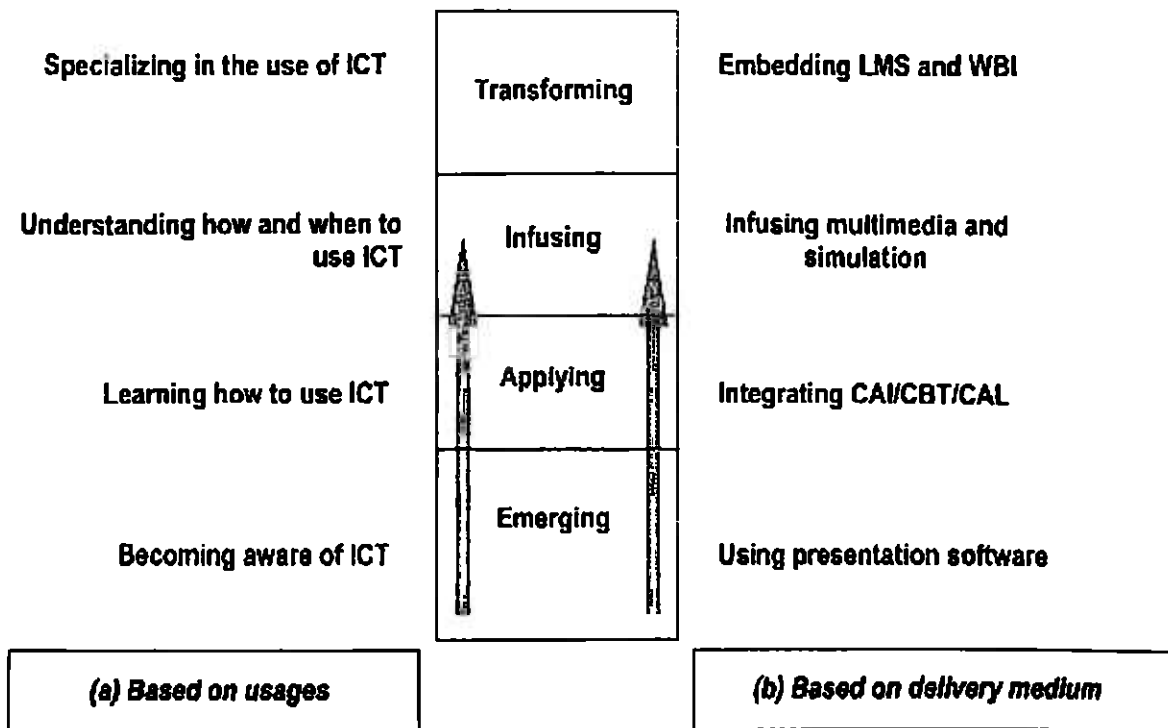 Specializing in the use of ICT
Transforming
Embedding LMS and WBI
Understanding how and when to
use ICT
Infusing
Infusing multimedia and
simulation
Learning how to use ICT
Applying
Integrating CAI/CBT/CAL
Becoming aware of ICT
Emerging
Using presentation software
(a) Based on usages
(b) Based on delivery medium